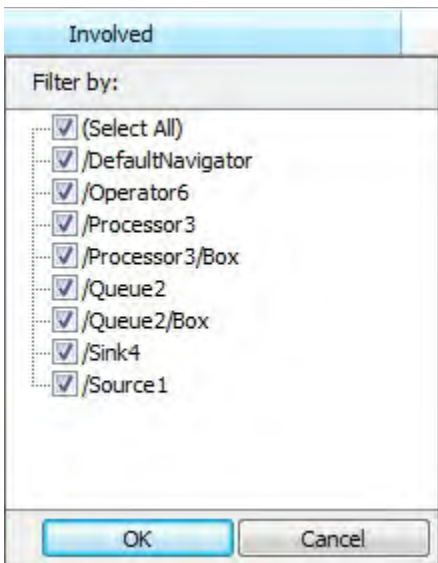 Involved
Filter by:
(Select All)
/DefaultNavigator
/Operator6
/Processor3
/Processor3/Box
/Queue2
/Queue2/Box
/Sink4
/Source1
OK Cancel